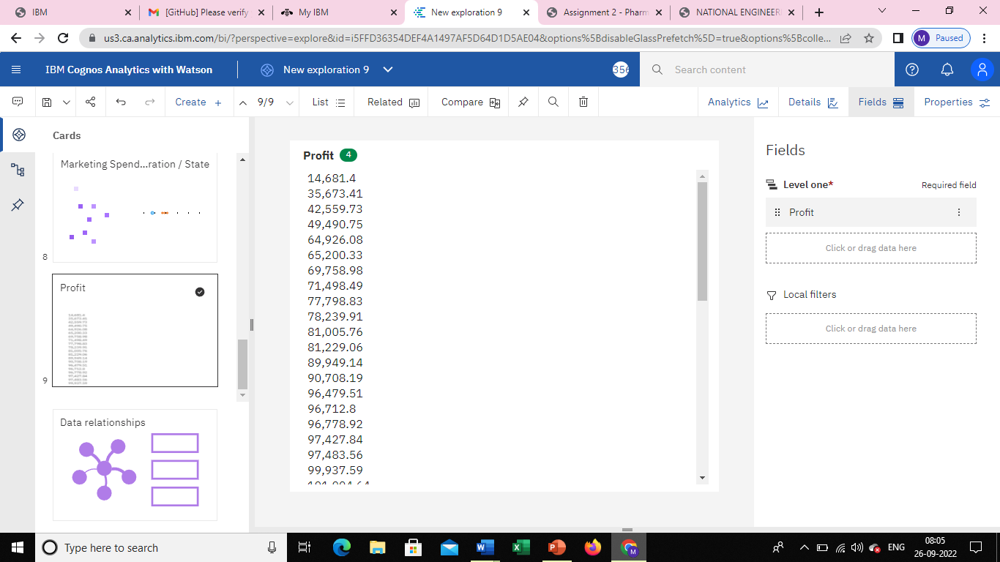 IBM
[GitHub] Please verify
My IBM
New exploration 9
Assignment 2 - Pharm
NATIONAL ENGINEERI
us3.ca.analytics.ibm.com/bi/?perspective=explore&id=i5FFD36354DEF4A1497AF5D64D1D5AE04&options%5BdisableGlassPrefetch%5D=true&options%5Bcolle...
M Paused
IBM Cognos Analytics with Watson
New exploration 9
356
Search content
Create +
9/9
List
Related
Compare
Analytics
Details
Fields
Properties
Cards
Marketing Spend...ration / State
8
Profit
9
Data relationships
Profit 4
14,681.4
35,673.41
42,559.73
49,490.75
64,926.08
65,200.33
69,758.98
71,498.49
77,798.83
78,239.91
81,005.76
81,229.06
89,949.14
90,708.19
96,479.51
96,712.8
96,778.92
97,427.84
97,483.56
99,937.59
Fields
Level one* Required field
Profit
Click or drag data here
Local filters
Click or drag data here
Type here to search
ENG
08:05
26-09-2022